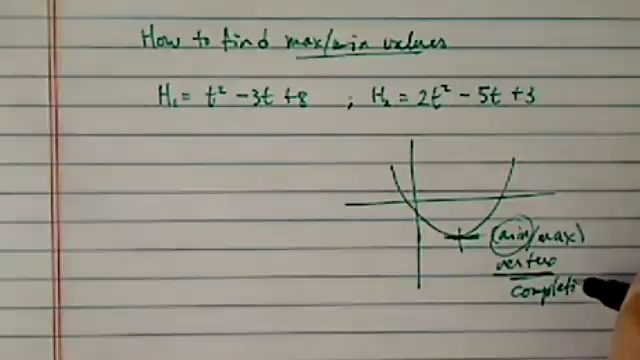 How to find max/min values
H₁ = t² - 3t + 8 ; H₂ = 2t² - 5t + 3
(min/max)
vertex
completi